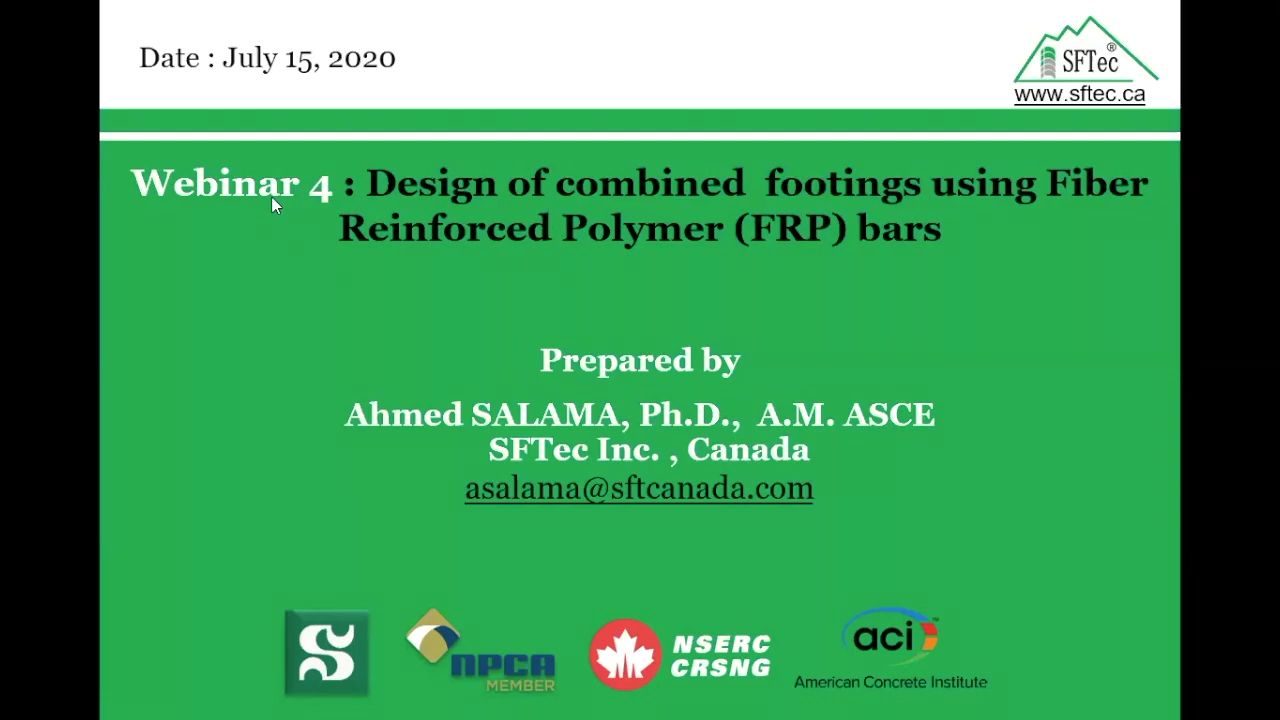 Date : July 15, 2020
SFTec®
www.sftec.ca
Webinar 4 : Design of combined footings using Fiber
Reinforced Polymer (FRP) bars
Prepared by
Ahmed SALAMA, Ph.D., A.M. ASCE
SFTec Inc. , Canada
asalama@sftcanada.com
S
NPCA
MEMBER
NSERC
CRSNG
aci™
American Concrete Institute